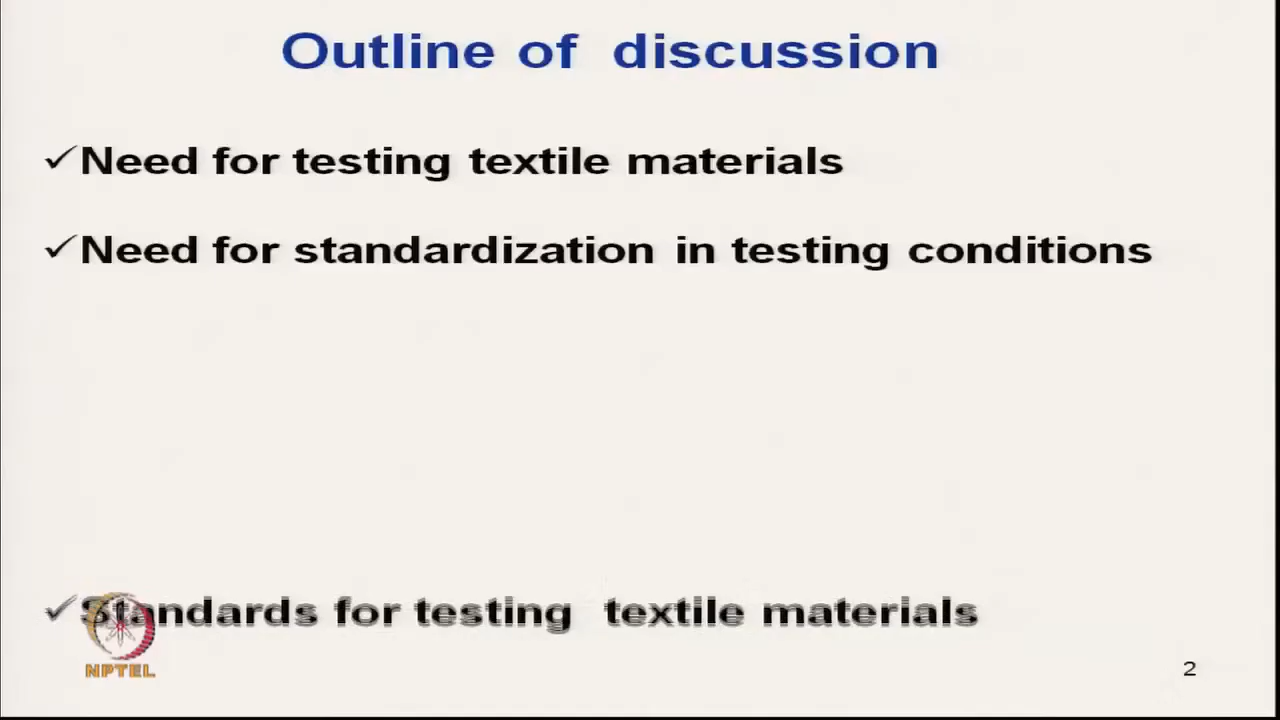 Outline of discussion
✓Need for testing textile materials
✓Need for standardization in testing conditions
✓Standards for testing textile materials
NPTEL
2